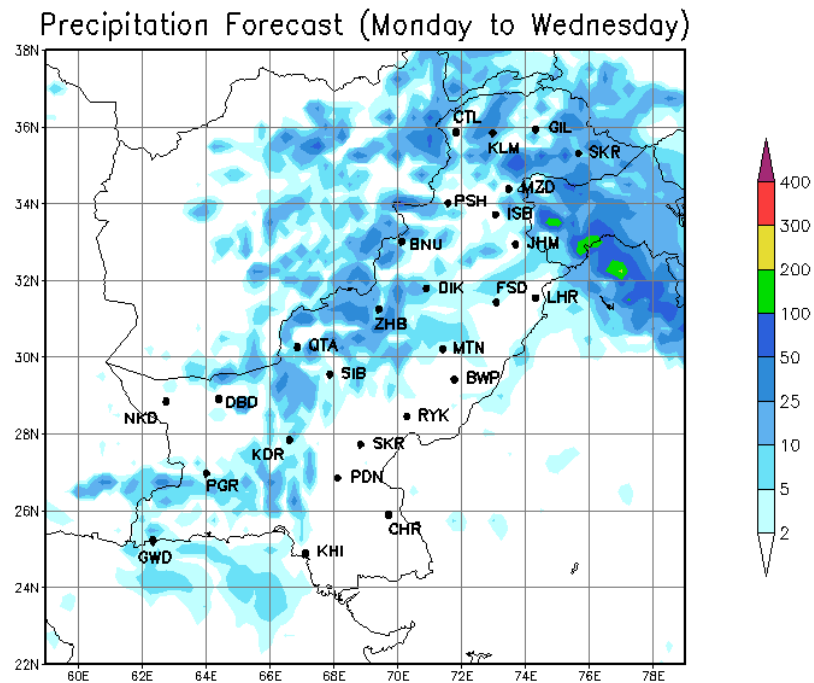 Precipitation Forecast (Monday to Wednesday)
38N
36N
34N
32N
30N
28N
26N
24N
22N
60E 62E 64E 66E 68E 70E 72E 74E 76E 78E
CTL
KLM
GIL
SKR
MZD
PSH
ISB
BNU
JHM
DIK
FSD
LHR
ZHB
QTA
MTN
SIB
BWP
NKD
DBD
RYK
KDR
SKR
PGR
PDN
CHR
GWD
KHI
400
300
200
100
50
25
10
5
2